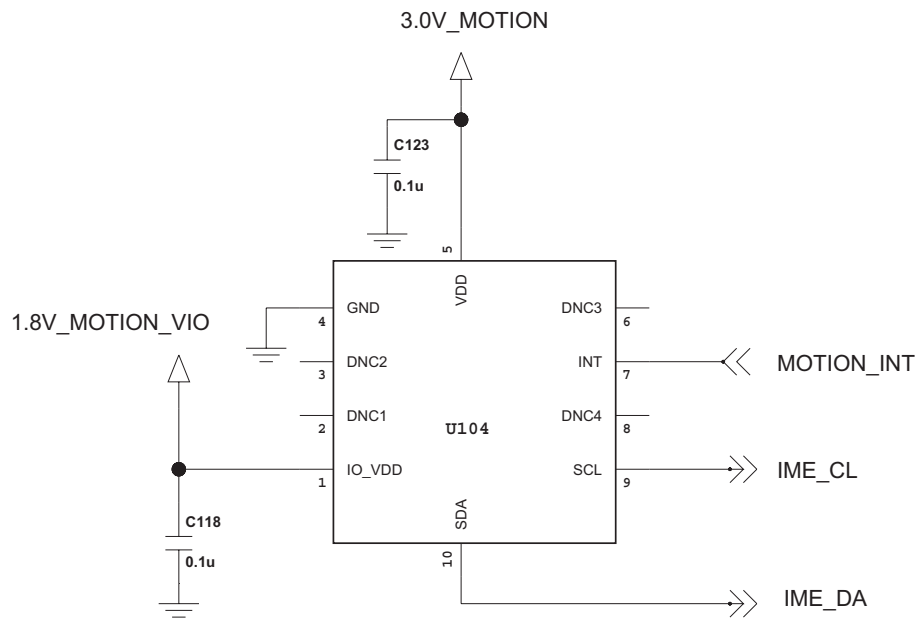 3.0V_MOTION
C123
0.1u
5
VDD
GND
4
DNC3
6
1.8V_MOTION_VIO
DNC2
3
INT
7
MOTION_INT
DNC1
2
DNC4
8
U104
IO_VDD
1
SCL
9
IME_CL
SDA
10
C118
0.1u
IME_DA